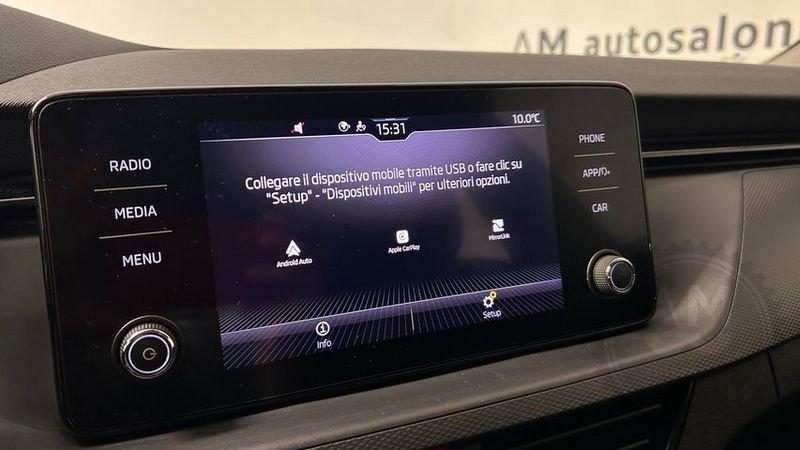 AM autosalon
15:31
10.0°C
RADIO
MEDIA
MENU
Collegare il dispositivo mobile tramite USB o fare clic su
"Setup" - "Dispositivi mobili" per ulteriori opzioni.
Android Auto
Apple CarPlay
MirrorLink
Info
Setup
PHONE
APP/
CAR
AM